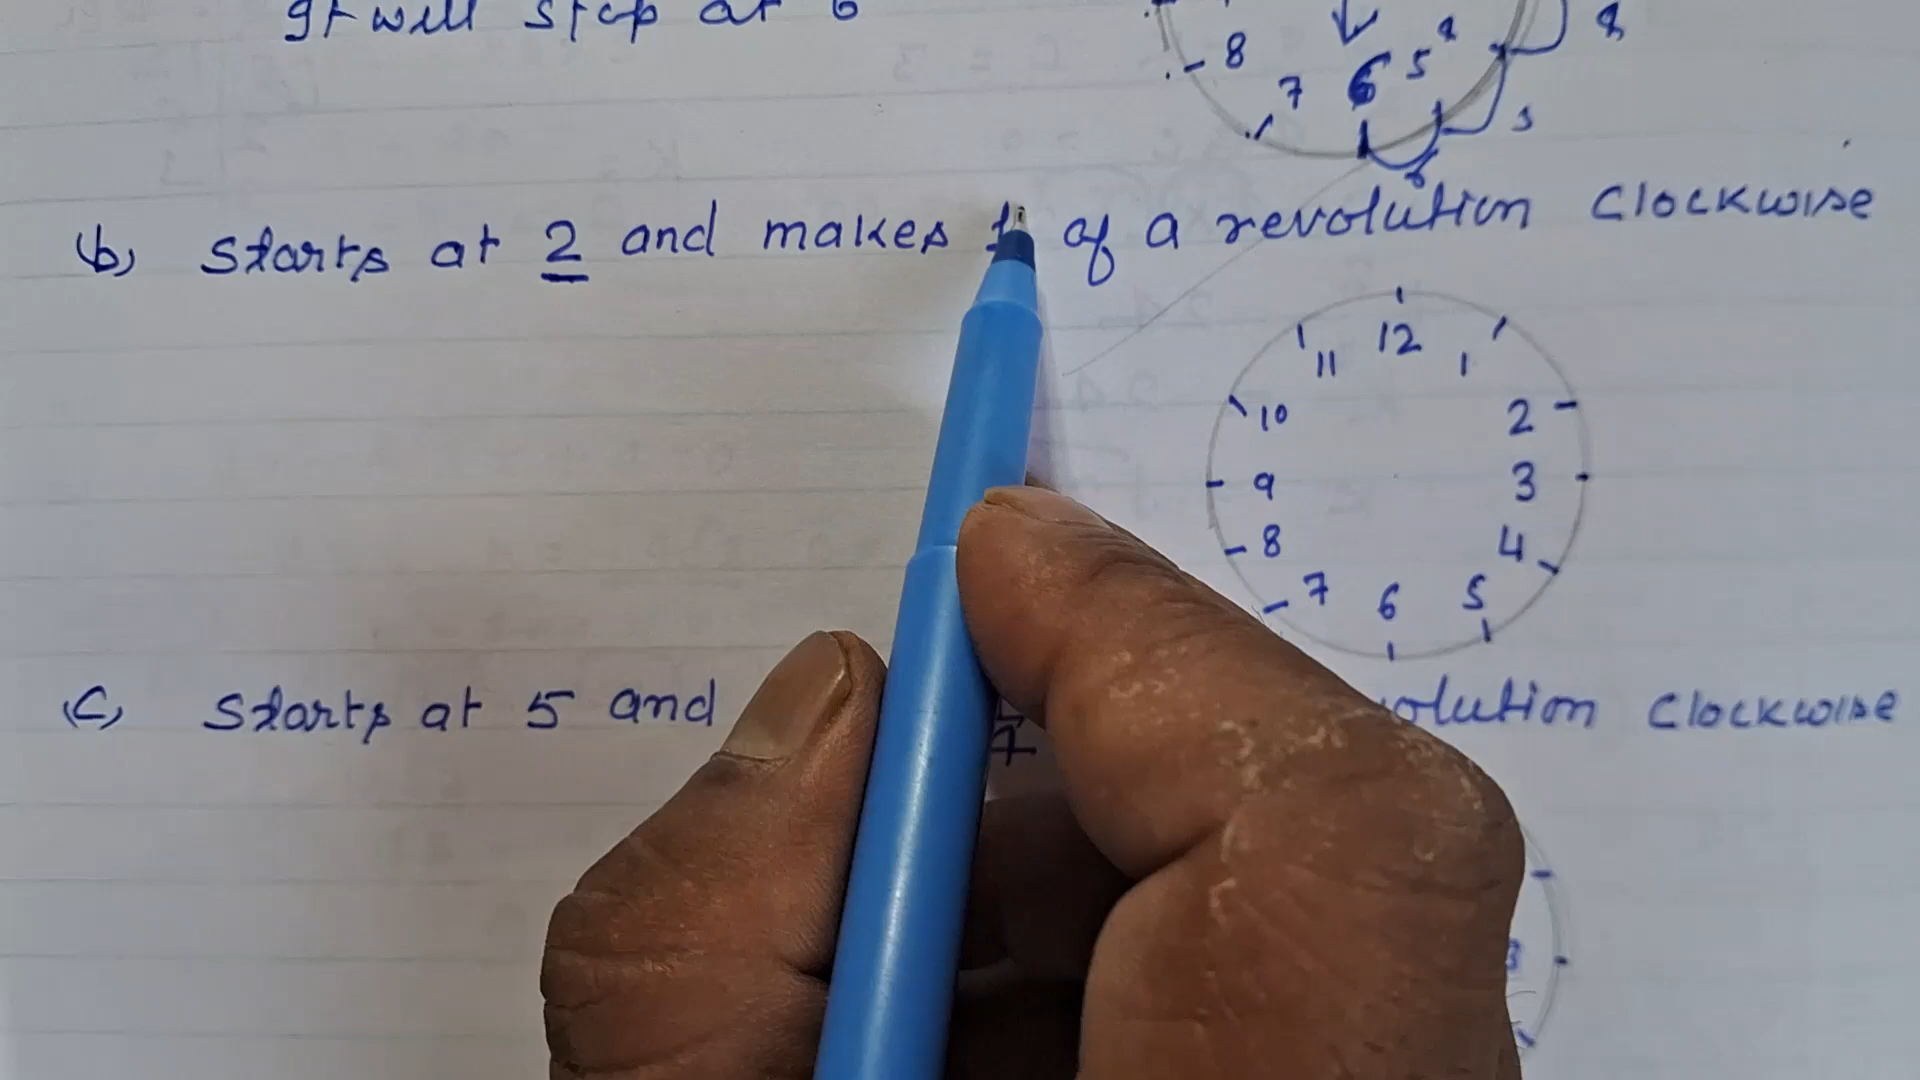 It will stop at 6
8 7 6 5
(b) Starts at 2 and makes of a revolution clockwise
11 12 1
10 2
9 3
8 4
7 6 5
(c) Starts at 5 and clockwise
3